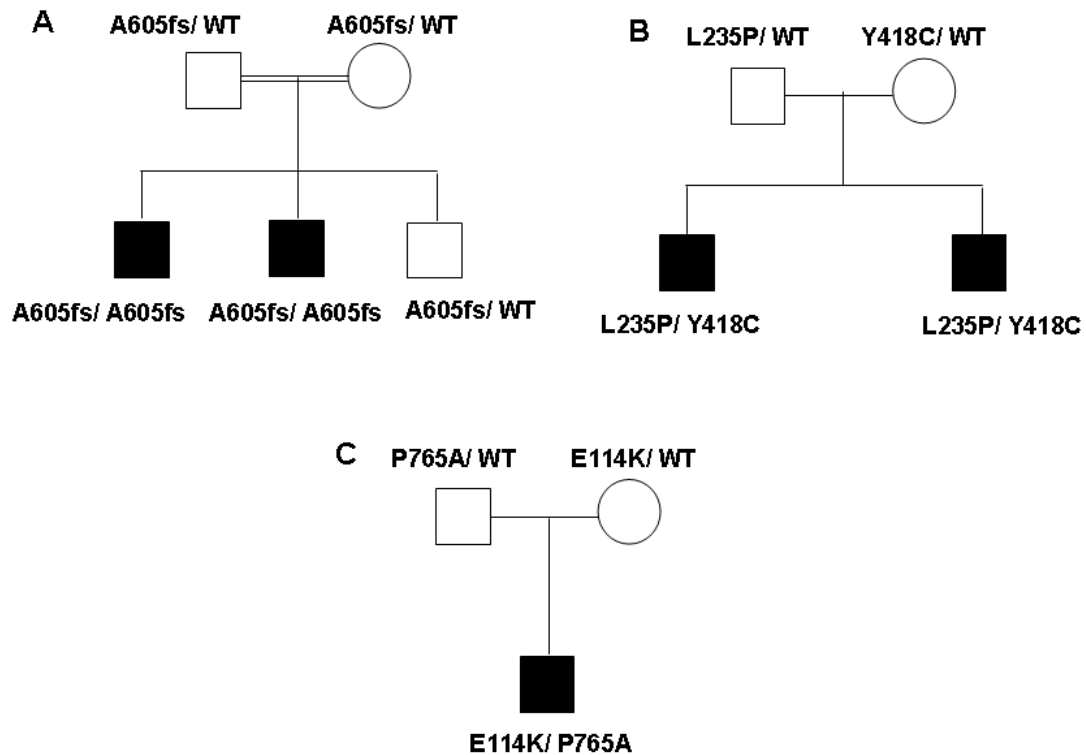 A
A605fs/ WT
A605fs/ WT
A605fs/ A605fs
A605fs/ A605fs
A605fs/ WT
B
L235P/ WT
Y418C/ WT
L235P/ Y418C
L235P/ Y418C
C
P765A/ WT
E114K/ WT
E114K/ P765A